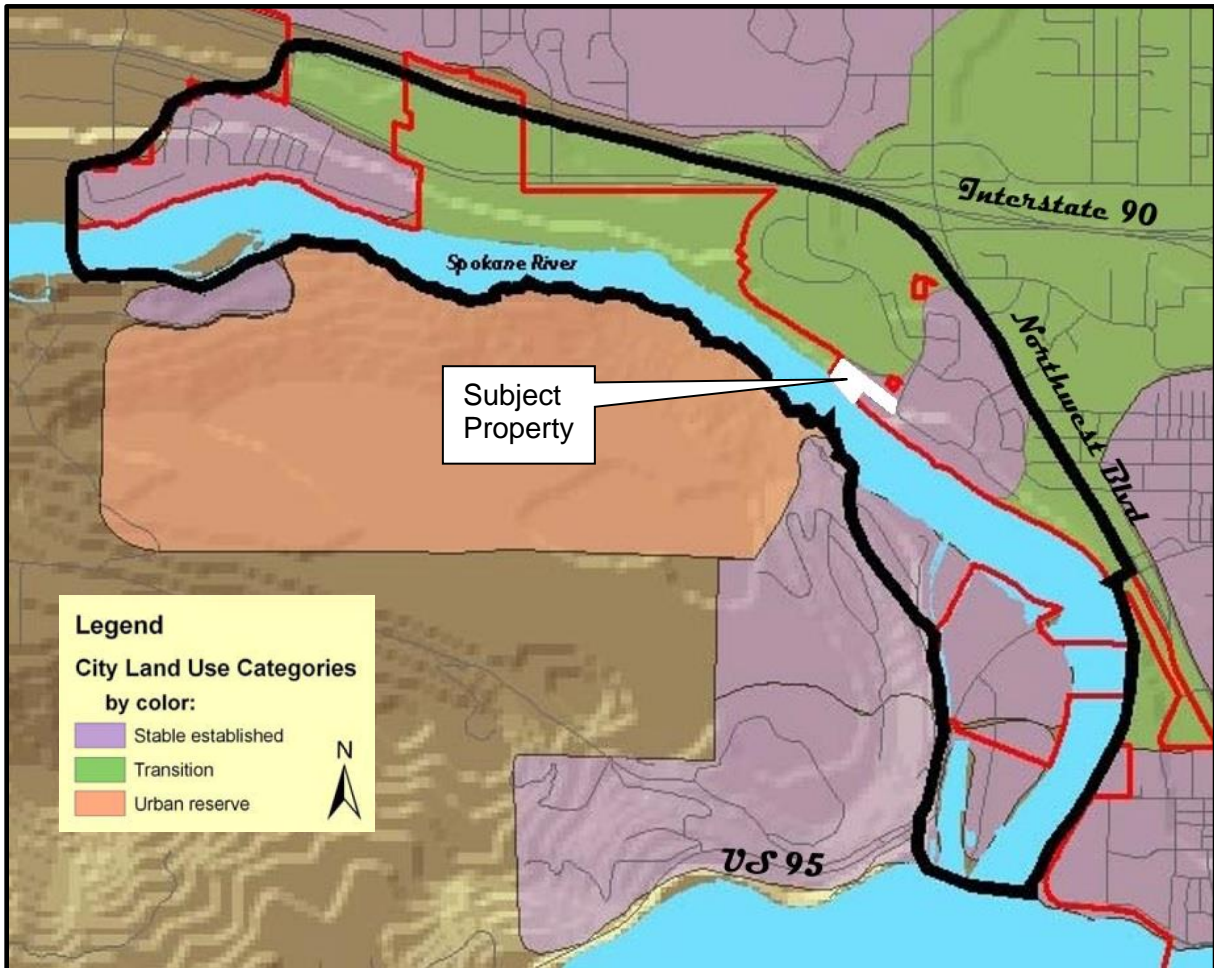 Interstate 90
Spokane River
Northwest Blvd
Subject
Property
Legend
City Land Use Categories
by color:
Stable established
Transition
Urban reserve
N
US 95